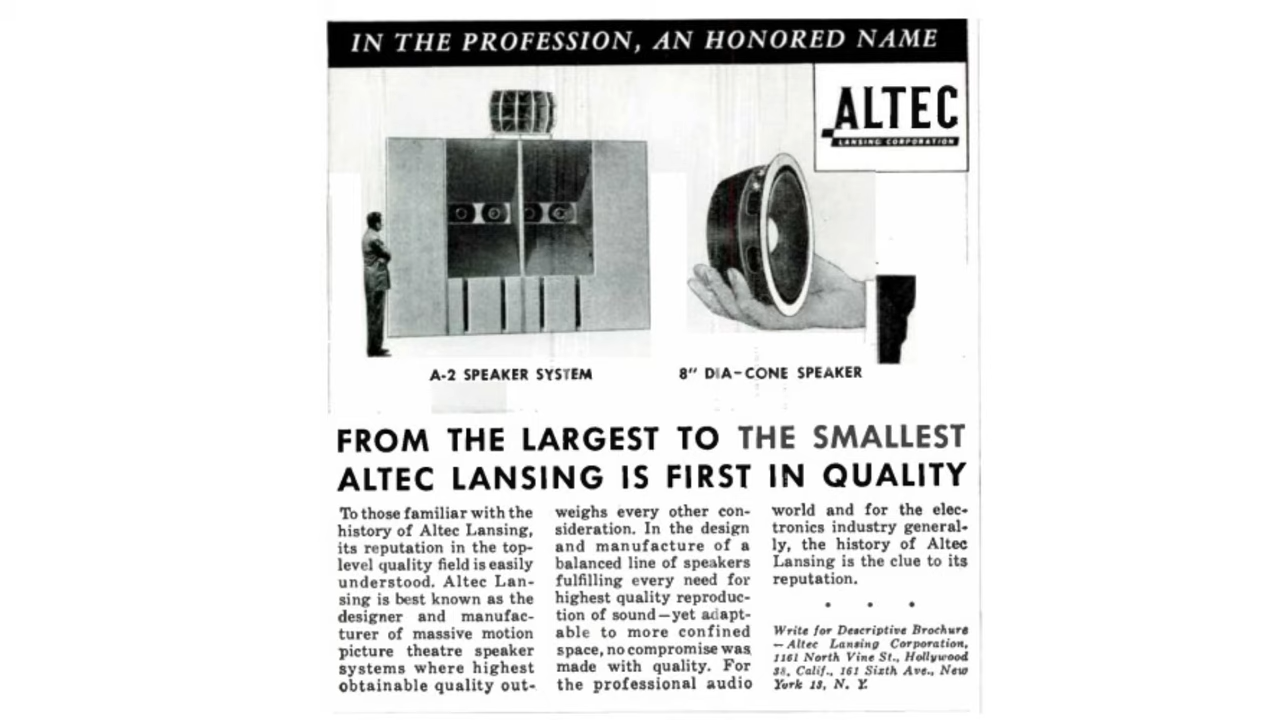 IN THE PROFESSION, AN HONORED NAME
ALTEC
LANSING CORPORATION
A-2 SPEAKER SYSTEM
8" DIA-CONE SPEAKER
FROM THE LARGEST TO THE SMALLEST
ALTEC LANSING IS FIRST IN QUALITY
To those familiar with the
history of Altec Lansing,
its reputation in the top-
level quality field is easily
understood. Altec Lan-
sing is best known as the
designer and manufac-
turer of massive motion
picture theatre speaker
systems where highest
obtainable quality out-
weighs every other con-
sideration. In the design
and manufacture of a
balanced line of speakers
fulfilling every need for
highest quality reproduc-
tion of sound—yet adapt-
able to more confined
space, no compromise was
made with quality. For
the professional audio
world and for the elec-
tronics industry general-
ly, the history of Altec
Lansing is the clue to its
reputation.
• • •
Write for Descriptive Brochure
—Altec Lansing Corporation,
1161 North Vine St., Hollywood
38, Calif., 161 Sixth Ave., New
York 13, N. Y.